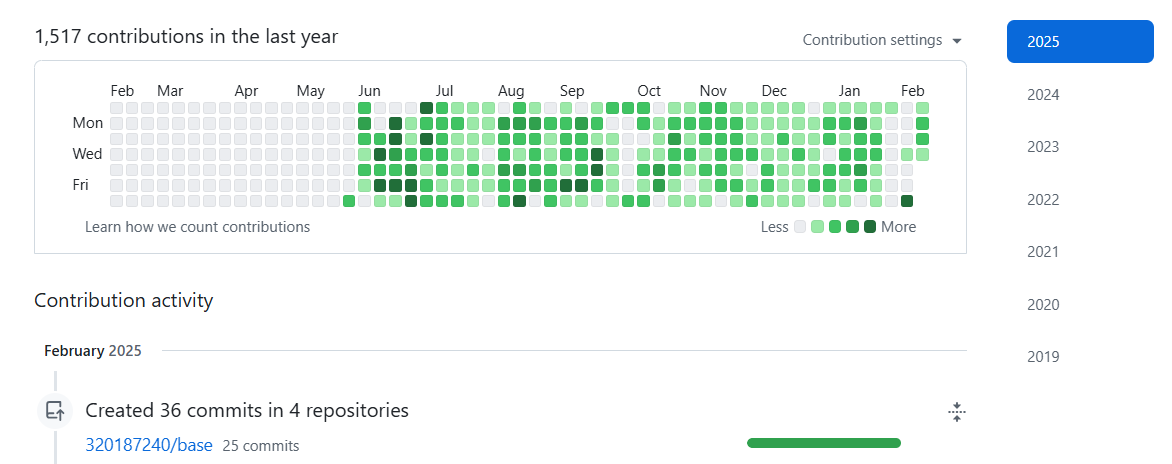 1,517 contributions in the last year
Contribution settings
Feb Mar Apr May Jun Jul Aug Sep Oct Nov Dec Jan Feb
Mon
Wed
Fri
Learn how we count contributions
Less More
2025
2024
2023
2022
2021
2020
2019
Contribution activity
February 2025
Created 36 commits in 4 repositories
320187240/base 25 commits